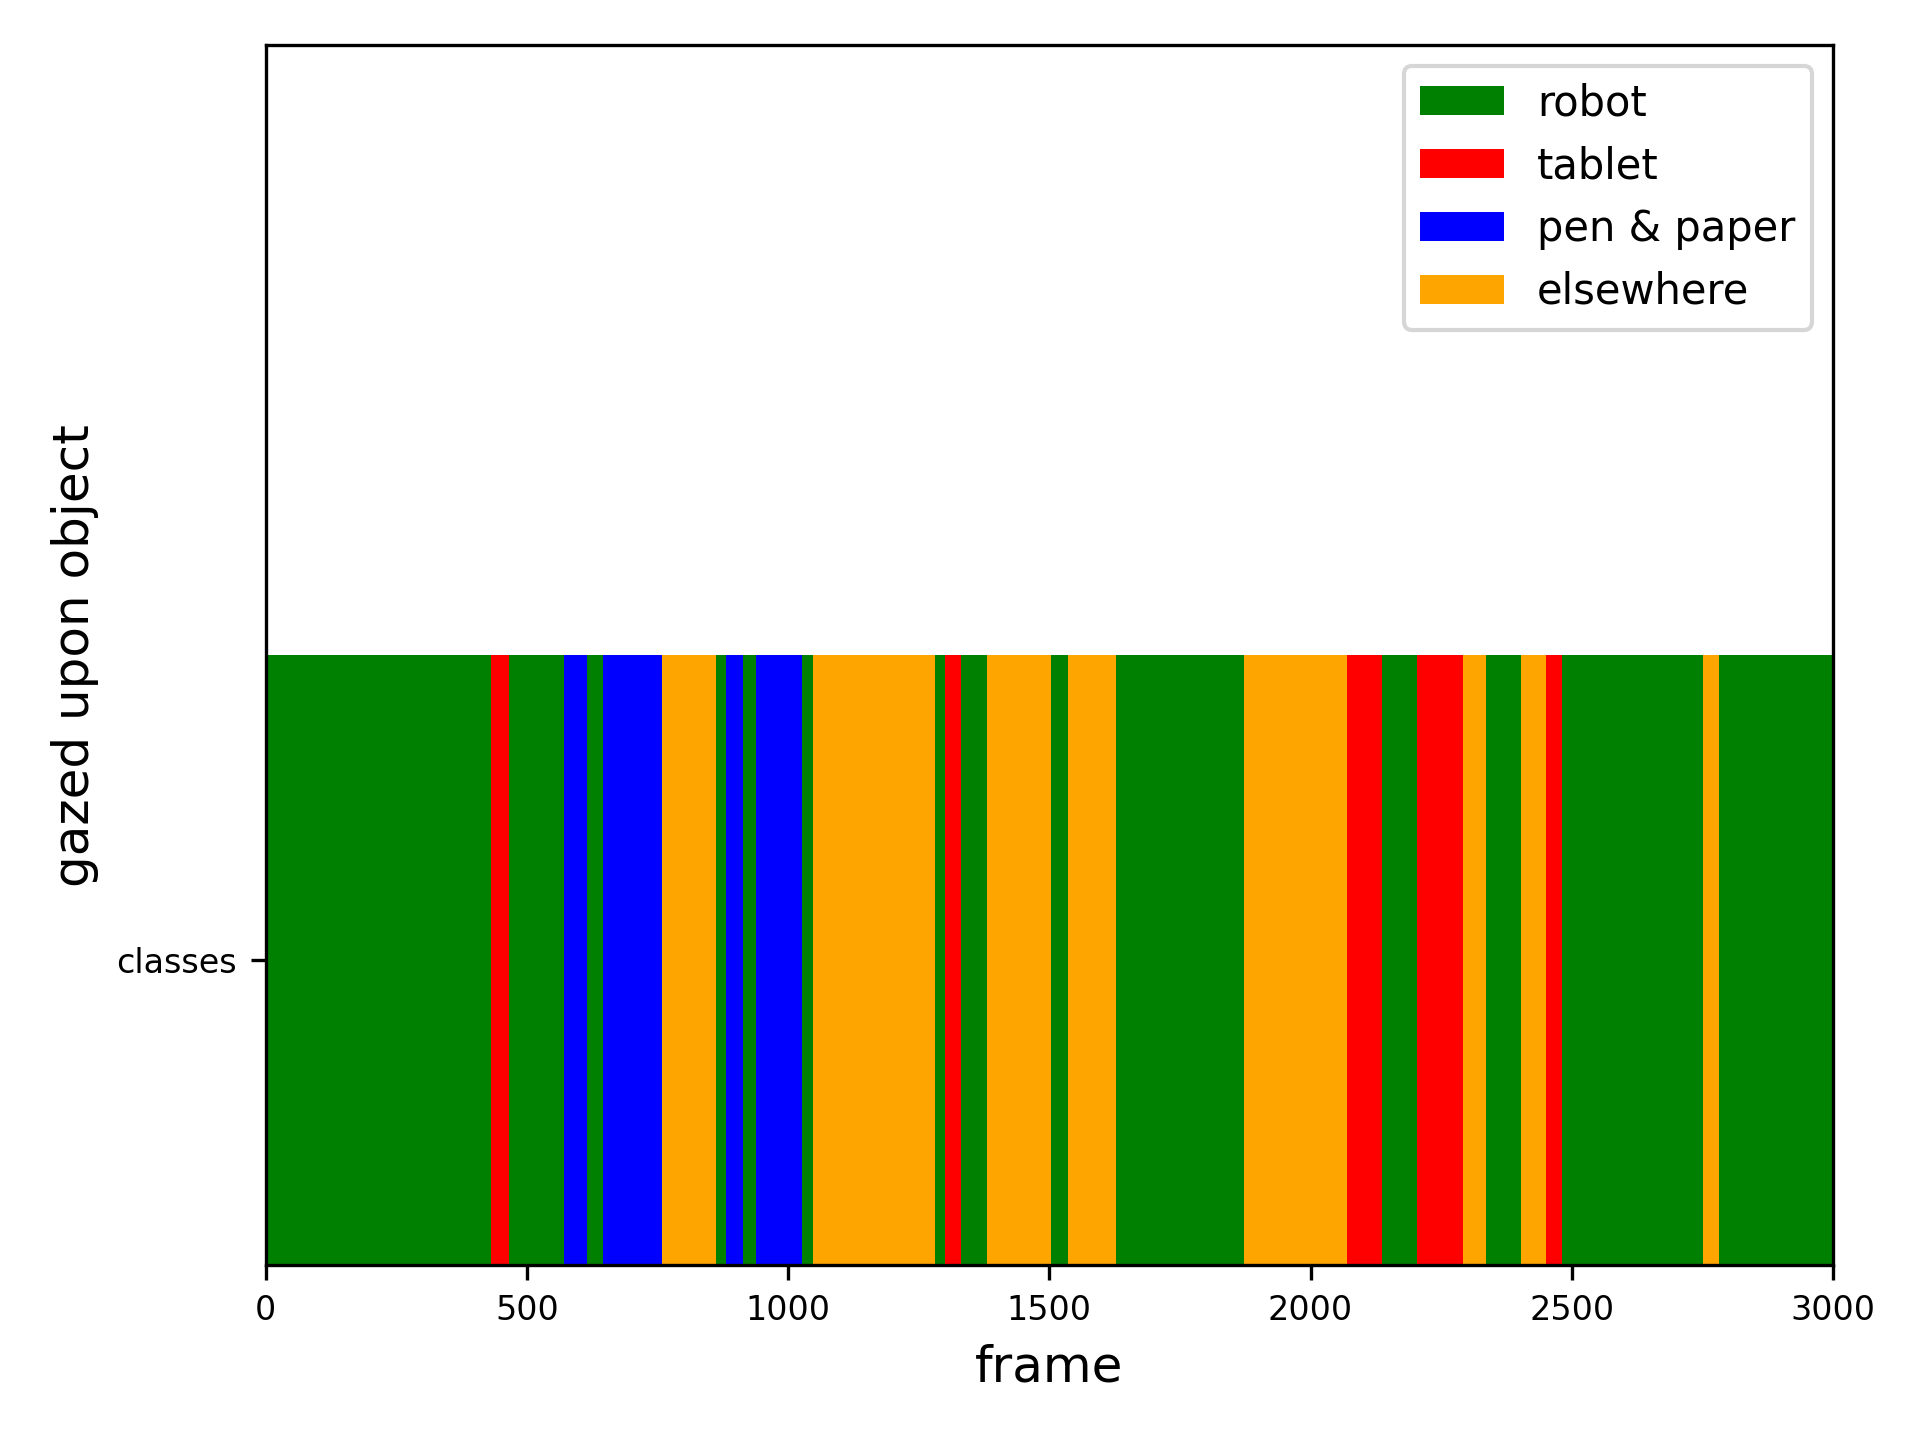 robot
tablet
pen & paper
elsewhere
gazed upon object
classes
0 500 1000 1500 2000 2500 3000
frame